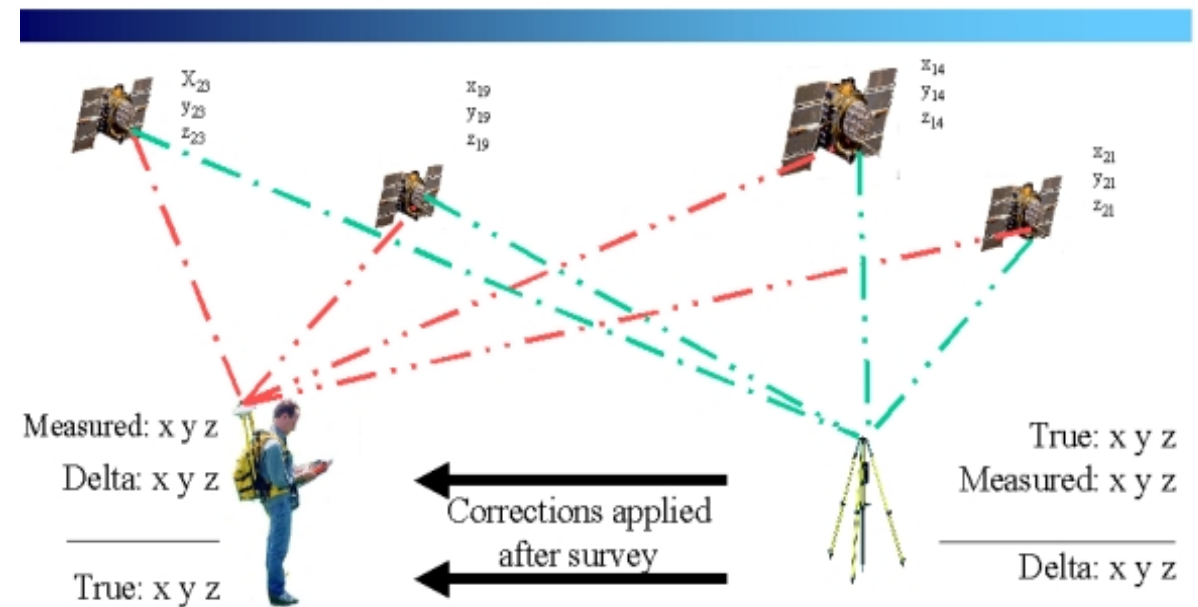 X23
y23
z23
x19
y19
z19
x14
y14
z14
x21
y21
z21
Measured: x y z
Delta: x y z
True: x y z
Corrections applied
after survey
True: x y z
Measured: x y z
Delta: x y z